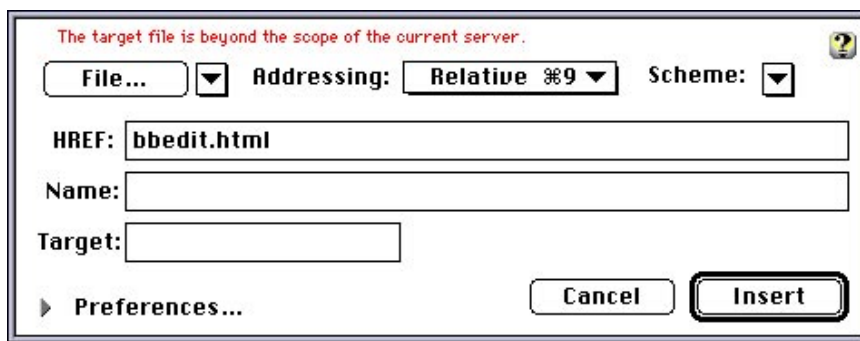 The target file is beyond the scope of the current server.
?
File... Addressing: Relative ⌘9 Scheme:
HREF: bbedit.html
Name:
Target:
Preferences... Cancel Insert